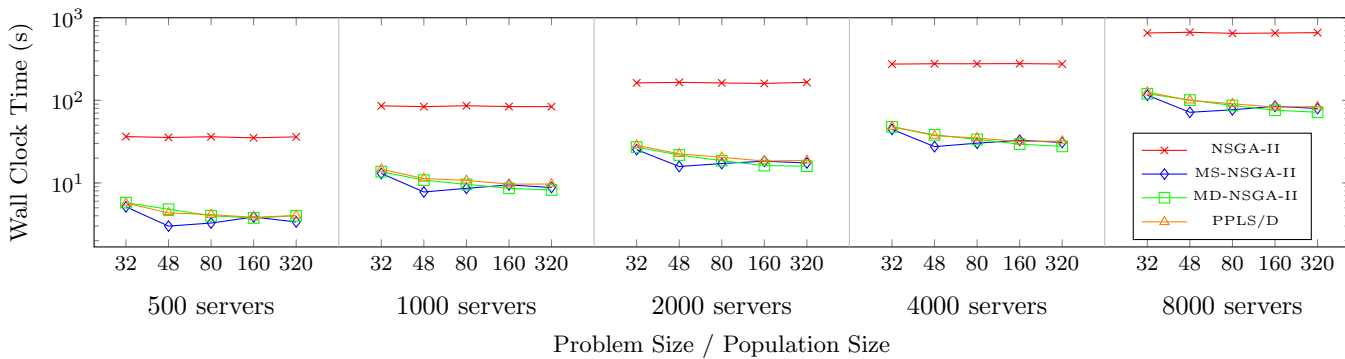 Wall Clock Time (s)
10^3
10^2
10^1
NSGA-II
MS-NSGA-II
MD-NSGA-II
PPLS/D
32 48 80 160 320 32 48 80 160 320 32 48 80 160 320 32 48 80 160 320 32 48 80 160 320
500 servers 1000 servers 2000 servers 4000 servers 8000 servers
Problem Size / Population Size